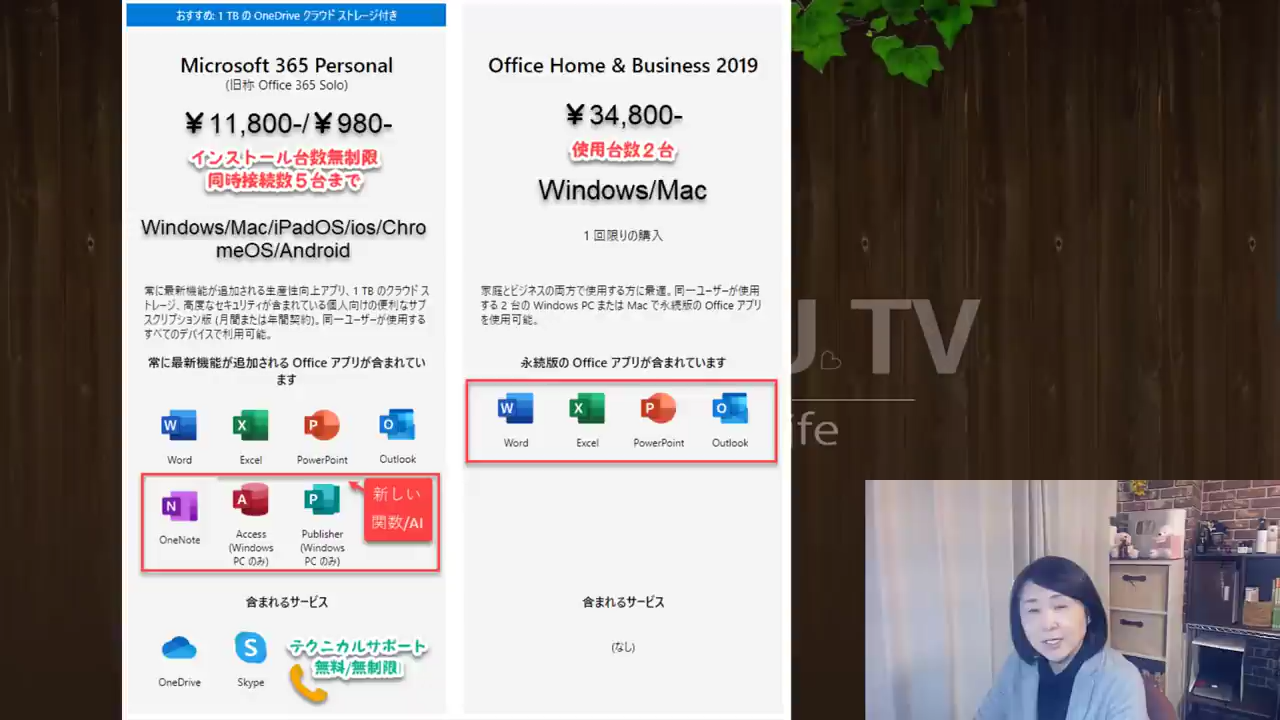 おすすめ: 1 TB の OneDrive クラウド ストレージ付き
Microsoft 365 Personal
(旧称 Office 365 Solo)
¥11,800-/¥980-
インストール台数無制限
同時接続数５台まで
Windows/Mac/iPadOS/ios/Chro
meOS/Android
常に最新機能が追加される生産性向上アプリ、1 TB のクラウド ス
トレージ、高度なセキュリティが含まれている個人向けの便利なサブ
スクリプション版 (月間または年間契約)。同一ユーザーが使用する
すべてのデバイスで利用可能。
常に最新機能が追加される Office アプリが含まれてい
ます
Word
Excel
PowerPoint
Outlook
新しい
関数/AI
OneNote
Access
(Windows
PC のみ)
Publisher
(Windows
PC のみ)
含まれるサービス
OneDrive
Skype
テクニカルサポート
無料/無制限
Office Home & Business 2019
¥34,800-
使用台数２台
Windows/Mac
1 回限りの購入
家庭とビジネスの両方で使用する方に最適。同一ユーザーが使用
する 2 台の Windows PC または Mac で永続版の Office アプリ
を使用可能。
永続版の Office アプリが含まれています
Word
Excel
PowerPoint
Outlook
含まれるサービス
(なし)
U TV
ife